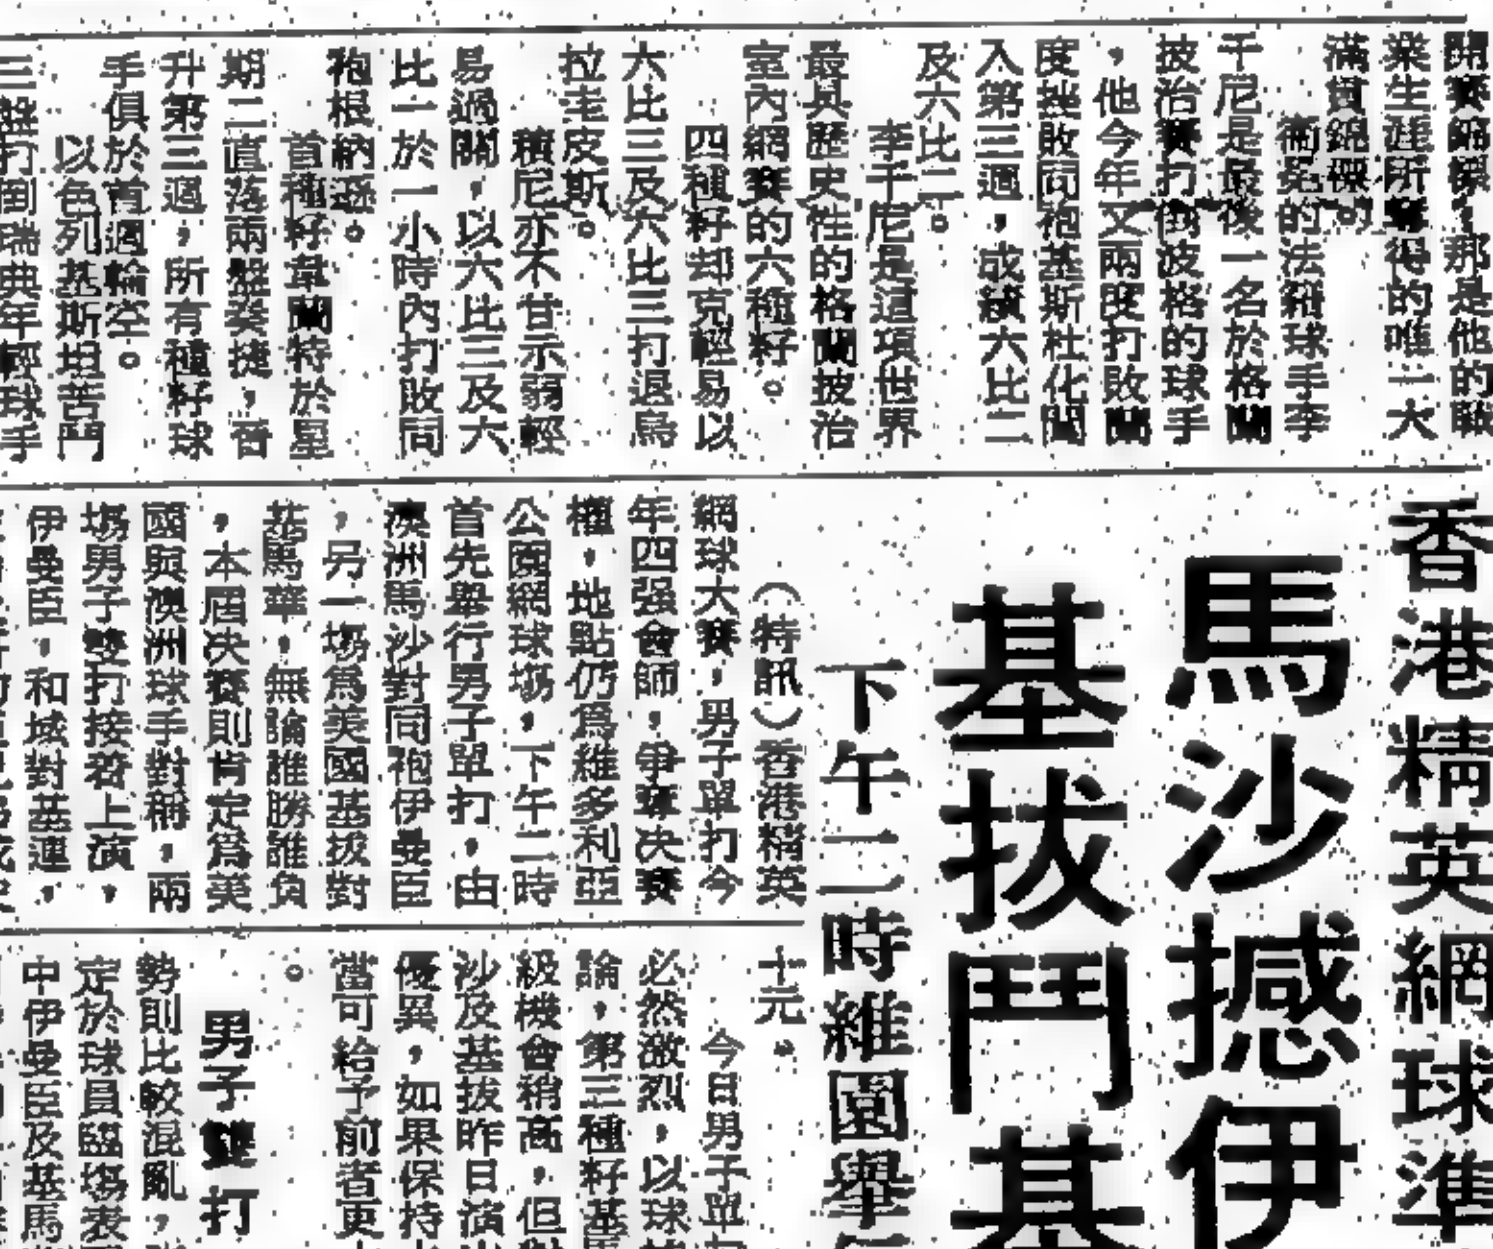 業生涯所奪得的唯一大
滿貫錦標。
衞冕的法籍球手李
千尼是最後一名於格蘭
披治賽打倒波格的球手
,他今年又兩度打敗蘭
度挫敗同袍基斯杜化闖
入第三週,成績六比二
及六比二。
李千尼是這項世界
最具歷史性的格蘭披治
室內網賽的六種籽。
四種籽却克輕易以
六比三及六比三打退烏
拉圭皮斯。
積尼亦不甘示弱輕
易過關,以六比三及六
比一於一小時內打敗同
袍根納遜。
首種籽韋蘭特於星
期二直落兩盤奏捷,晉
升第三週,所有種籽球
手俱於首週輪空。
以色列基斯坦苦鬥
三盤打倒瑞典年輕球手
香港精英網球準
馬沙撼伊
基拔鬥基
下午二時維園舉行
(特訊)香港精英
網球大賽,男子單打今
年四强會師,爭奪决賽
權,地點仍爲維多利亞
公園網球塲,下午二時
首先舉行男子單打,由
澳洲馬沙對同袍伊曼臣
,另一塲爲美國基拔對
基馬華,無論誰勝誰負
,本屆决賽則肯定爲美
國與澳洲球手對稱,兩
塲男子雙打接着上演,
伊曼臣,和域對基連,
十元。
今日男子單打
必然激烈,以球
論,第三種籽基馬
級機會稍高,但對
沙及基拔昨日演出
優異,如果保持
當可給予前者更大
。
男子雙打
勢則比較混亂,
定於球員臨塲表
中伊曼臣及基馬